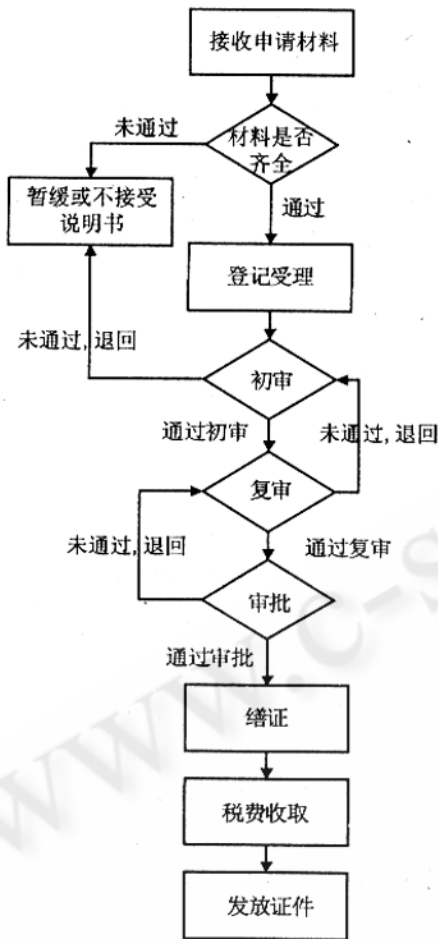 接收申请材料
未通过
材料是否
齐全
暂缓或不接受
说明书
通过
登记受理
未通过, 退回
初审
通过初审
未通过, 退回
复审
未通过, 退回
通过复审
审批
通过审批
缮证
税费收取
发放证件
www.c-s